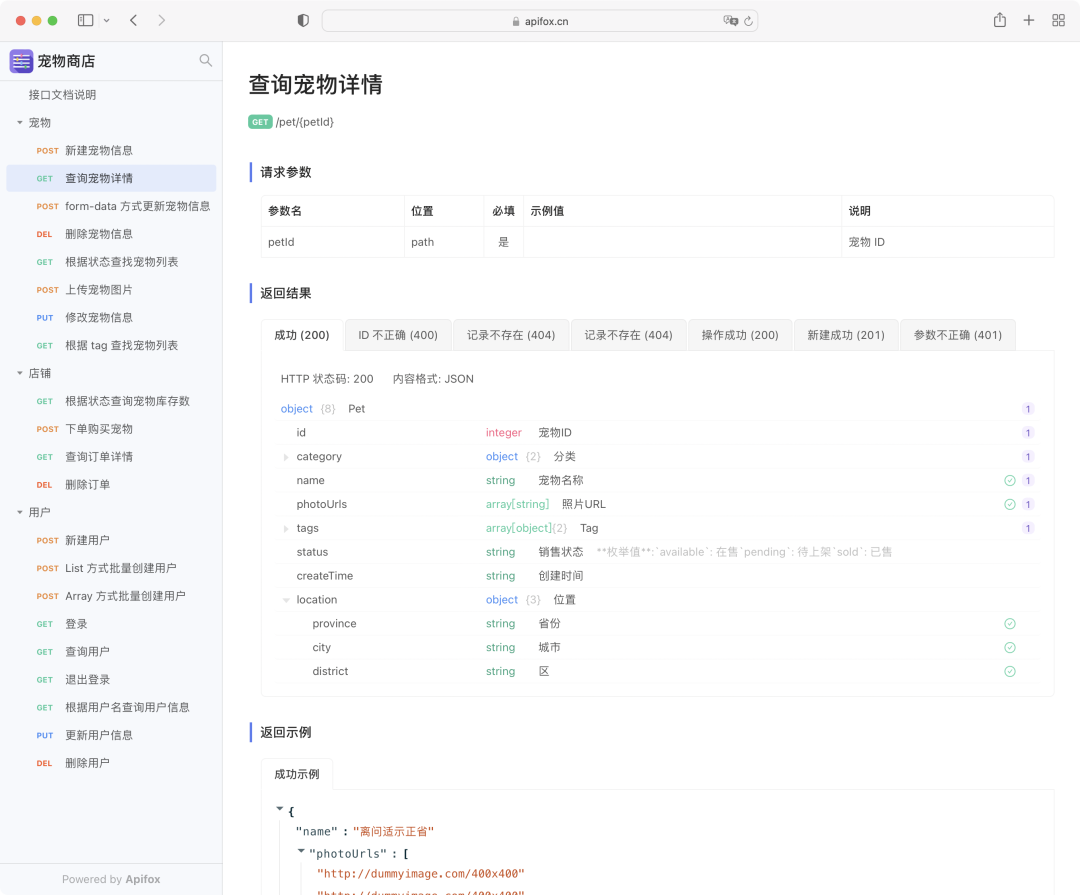 apifox.cn
宠物商店
接口文档说明
宠物
POST 新建宠物信息
GET 查询宠物详情
POST form-data 方式更新宠物信息
DEL 删除宠物信息
GET 根据状态查找宠物列表
POST 上传宠物图片
PUT 修改宠物信息
GET 根据 tag 查找宠物列表
店铺
GET 根据状态查询宠物库存数
POST 下单购买宠物
GET 查询订单详情
DEL 删除订单
用户
POST 新建用户
POST List 方式批量创建用户
POST Array 方式批量创建用户
GET 登录
GET 查询用户
GET 退出登录
GET 根据用户名查询用户信息
PUT 更新用户信息
DEL 删除用户
Powered by Apifox
查询宠物详情
GET /pet/{petId}
请求参数
参数名 位置 必填 示例值 说明
petId path 是 宠物 ID
返回结果
成功 (200) ID 不正确 (400) 记录不存在 (404) 记录不存在 (404) 操作成功 (200) 新建成功 (201) 参数不正确 (401)
HTTP 状态码: 200 内容格式: JSON
object {8} Pet 1
id integer 宠物ID 1
category object {2} 分类 1
name string 宠物名称 1
photoUrls array[string] 照片URL 1
tags array[object]{2} Tag 1
status string 销售状态 **枚举值**:`available`: 在售`pending`: 待上架`sold`: 已售
createTime string 创建时间
location object {3} 位置
province string 省份
city string 城市
district string 区
返回示例
成功示例
{
"name" : "离问适示正省"
"photoUrls" : [
"http://dummyimage.com/400x400"
"http://dummyimage.com/400x400"